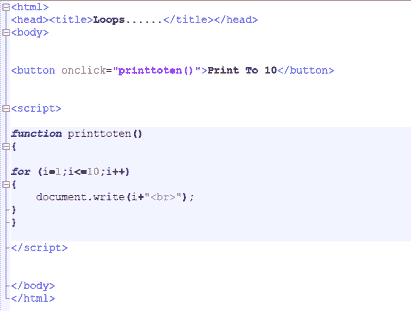 <html>
<head><title>Loops......</title></head>
<body>
<button onclick="printtoten()">Print To 10</button>
<script>
function printtoten()
{
for (i=1;i<=10;i++)
{
document.write(i+"<br>");
}
}
</script>
</body>
</html>